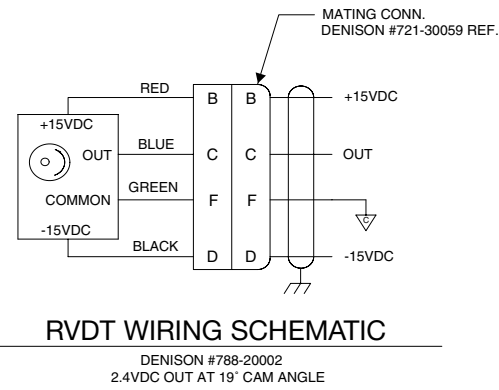 MATING CONN.
DENISON #721-30059 REF.
RED
B B
+15VDC
+15VDC
BLUE
OUT
C C
OUT
GREEN
COMMON
F F
C
-15VDC
BLACK
D D
-15VDC
RVDT WIRING SCHEMATIC
DENISON #788-20002
2.4VDC OUT AT 19° CAM ANGLE